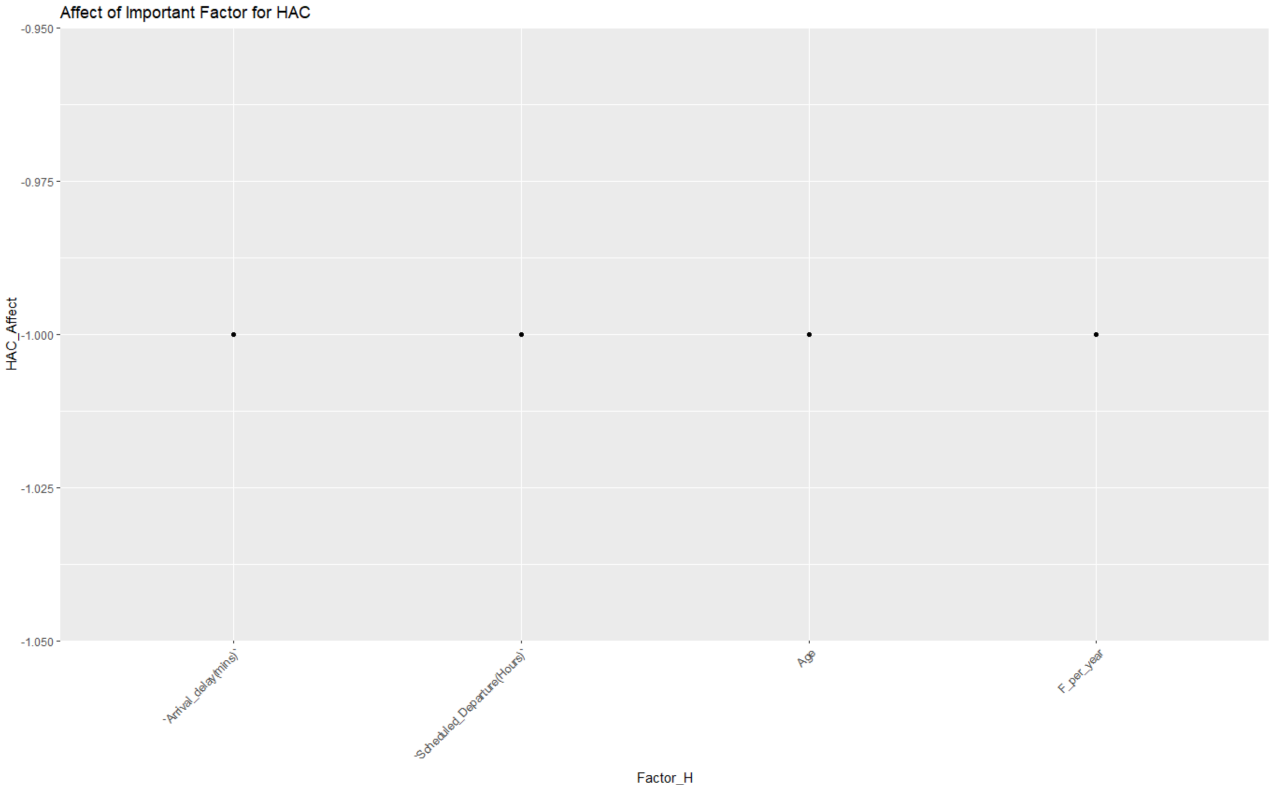 Affect of Important Factor for HAC
-0.950
-0.975
-1.000
-1.025
-1.050
HAC_Affect
`Arrival_delay(mins)`
`Scheduled_Departure(Hours)`
Age
F_per_year
Factor_H